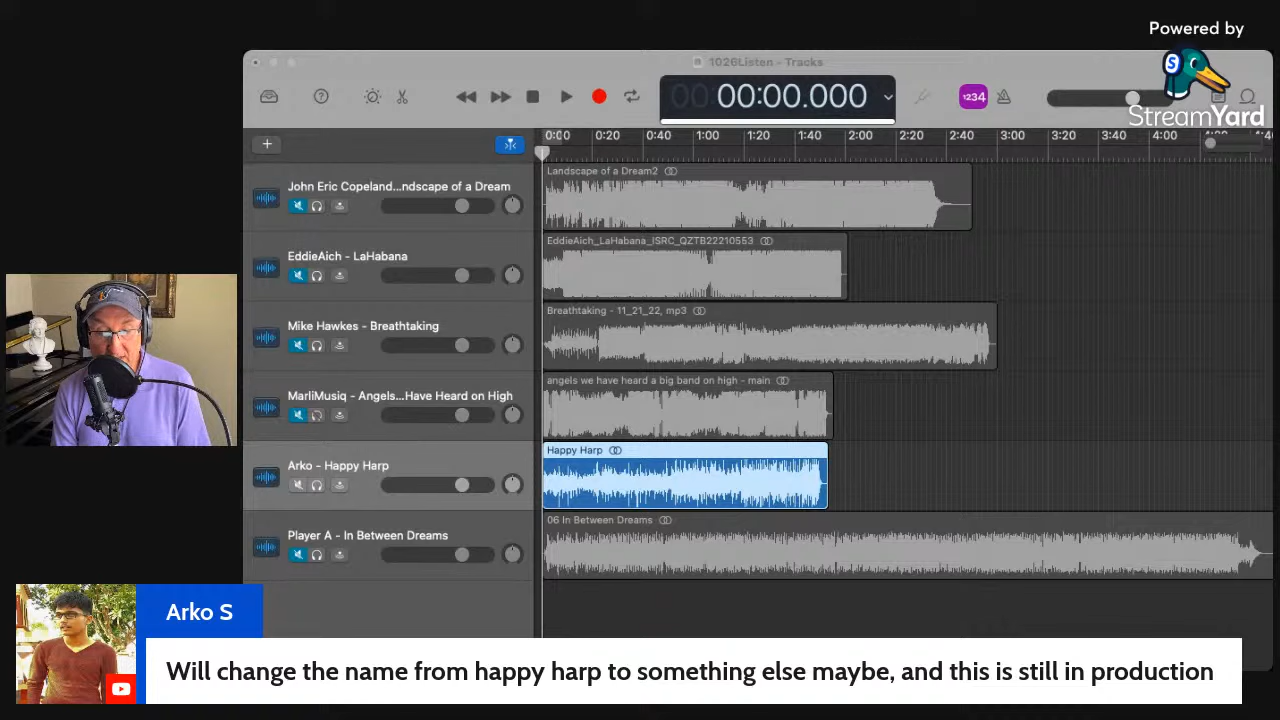 Powered by
StreamYard
1026Listen - Tracks
00:00.000
1234
0:00 0:20 0:40 1:00 1:20 1:40 2:00 2:20 2:40 3:00 3:20 3:40 4:00
John Eric Copeland...ndscape of a Dream
Landscape of a Dream2
EddieAich - LaHabana
EddieAich_LaHabana_ISRC_QZTB22210553
Mike Hawkes - Breathtaking
Breathtaking - 11_21_22, mp3
MarliMusiq - Angels...Have Heard on High
angels we have heard a big band on high - main
Arko - Happy Harp
Happy Harp
Player A - In Between Dreams
06 In Between Dreams
Arko S
Will change the name from happy harp to something else maybe, and this is still in production